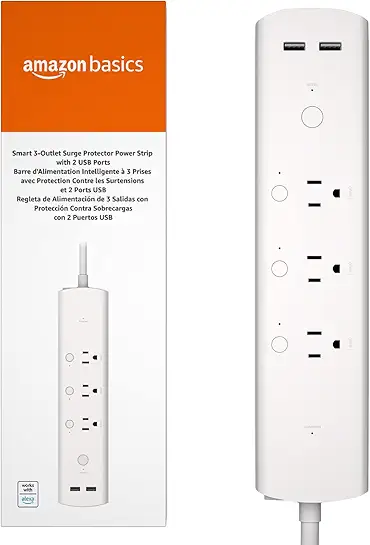 amazon basics
Smart 3-Outlet Surge Protector Power Strip
with 2 USB Ports
Barre d'Alimentation Intelligente à 3 Prises
avec Protection Contre les Surtensions
et 2 Ports USB
Regleta de Alimentación de 3 Salidas con
Protección Contra Sobrecargas
con 2 Puertos USB
works
with
alexa